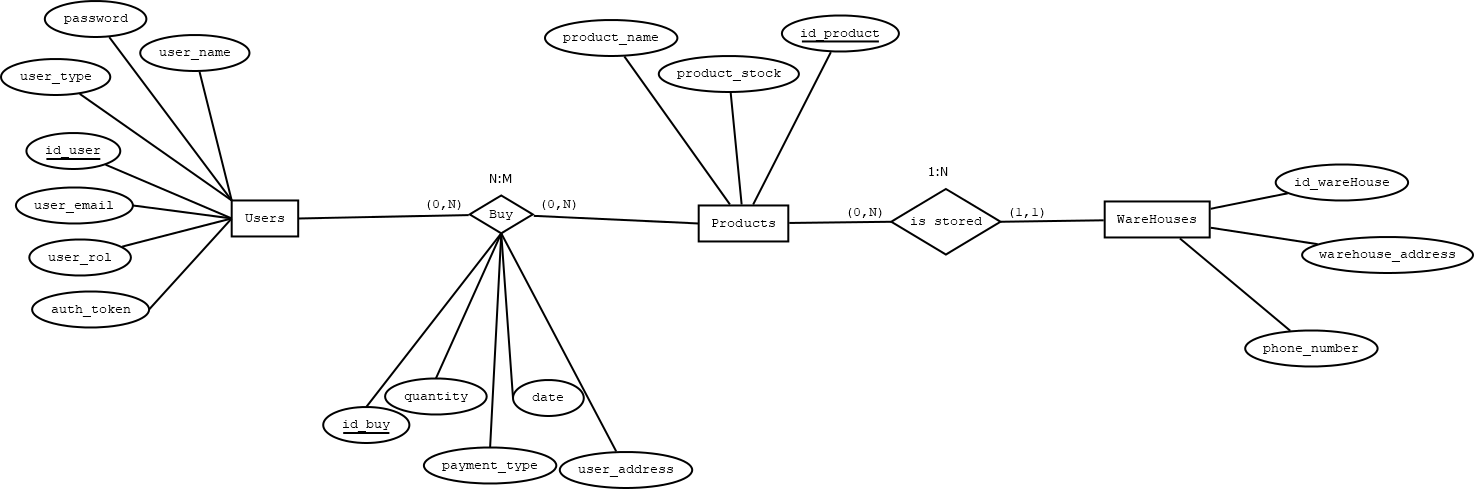 password
user_name
user_type
id_user
user_email
user_rol
auth_token
Users
N:M
(0,N)
Buy
(0,N)
id_buy
quantity
payment_type
date
user_address
product_name
product_stock
id_product
Products
1:N
(0,N)
is stored
(1,1)
WareHouses
id_wareHouse
warehouse_address
phone_number